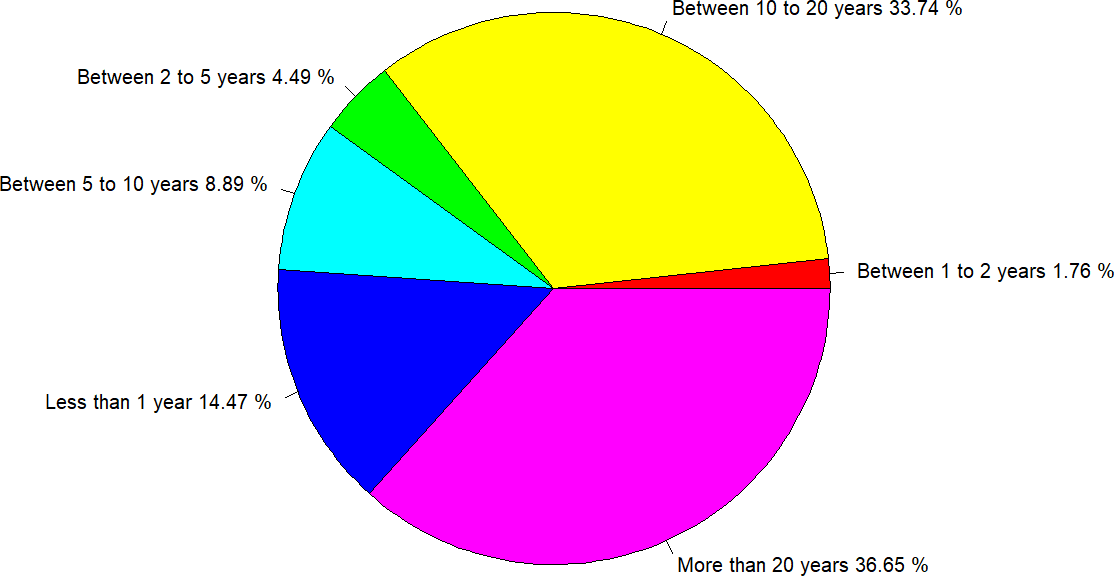 Between 10 to 20 years 33.74 %
Between 2 to 5 years 4.49 %
Between 5 to 10 years 8.89 %
Between 1 to 2 years 1.76 %
Less than 1 year 14.47 %
More than 20 years 36.65 %